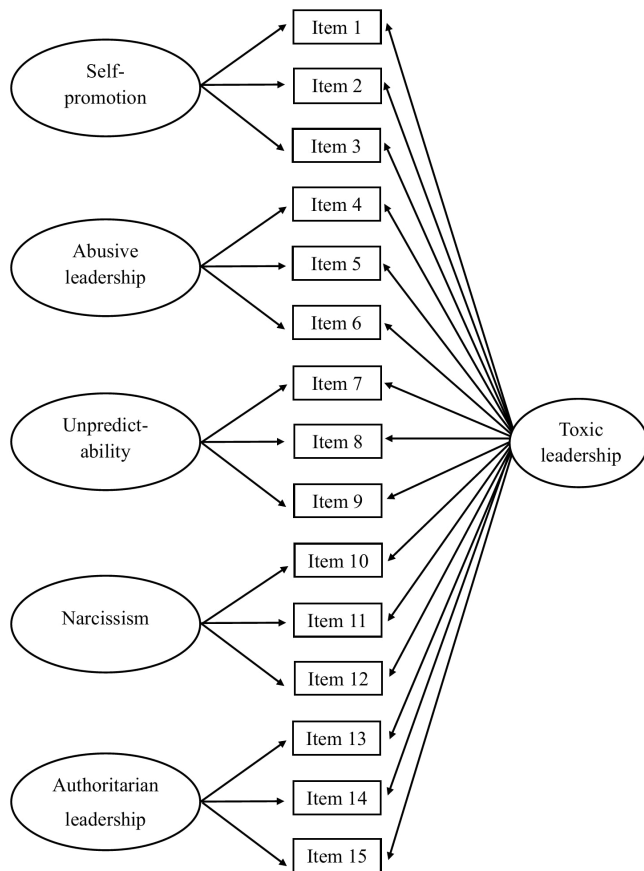 Item 1
Self-
promotion
Item 2
Item 3
Item 4
Abusive
leadership
Item 5
Item 6
Item 7
Unpredict-
ability
Item 8
Toxic
leadership
Item 9
Item 10
Narcissism
Item 11
Item 12
Item 13
Authoritarian
leadership
Item 14
Item 15